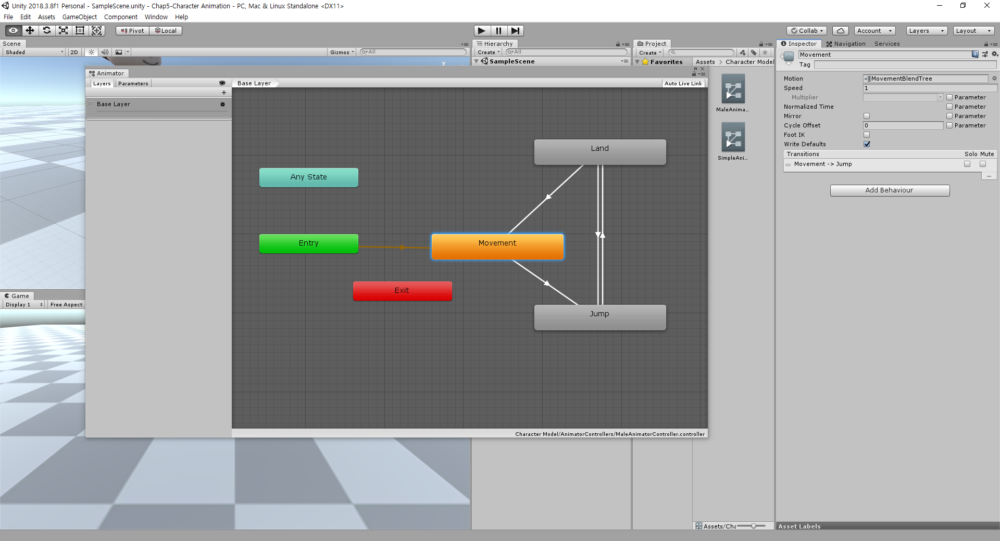 Unity 2018.3.8f1 Personal - SampleScene.unity - Chap5-Character Animation - PC, Mac & Linux Standalone <DX11>
File Edit Assets GameObject Component Window Help
Pivot Local Collab Account Layers Layout
Scene
Shaded 2D Gizmos All
y
Hierarchy
Create All
SampleScene
Project
Create
Favorites
Assets > Character Model
MaleAnima...
SimpleAni...
Assets/Cha
Animator
Layers Parameters Base Layer Auto Live Link
Base Layer
Land
Any State
Entry
Movement
Exit
Jump
Character Model/AnimatorControllers/MaleAnimatorController.controller
Game
Display 1 Free Aspect
Inspector Navigation Services
Movement
Tag
Motion MovementBlendTree
Speed 1
Multiplier Parameter
Normalized Time Parameter
Mirror Parameter
Cycle Offset 0 Parameter
Foot IK
Write Defaults
Transitions Solo Mute
Movement -> Jump
Add Behaviour
Asset Labels